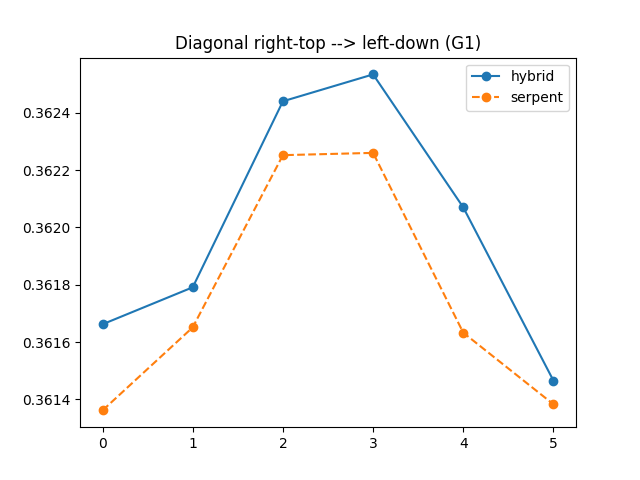 Diagonal right-top --> left-down (G1)
hybrid
serpent
0.3624
0.3622
0.3620
0.3618
0.3616
0.3614
0 1 2 3 4 5